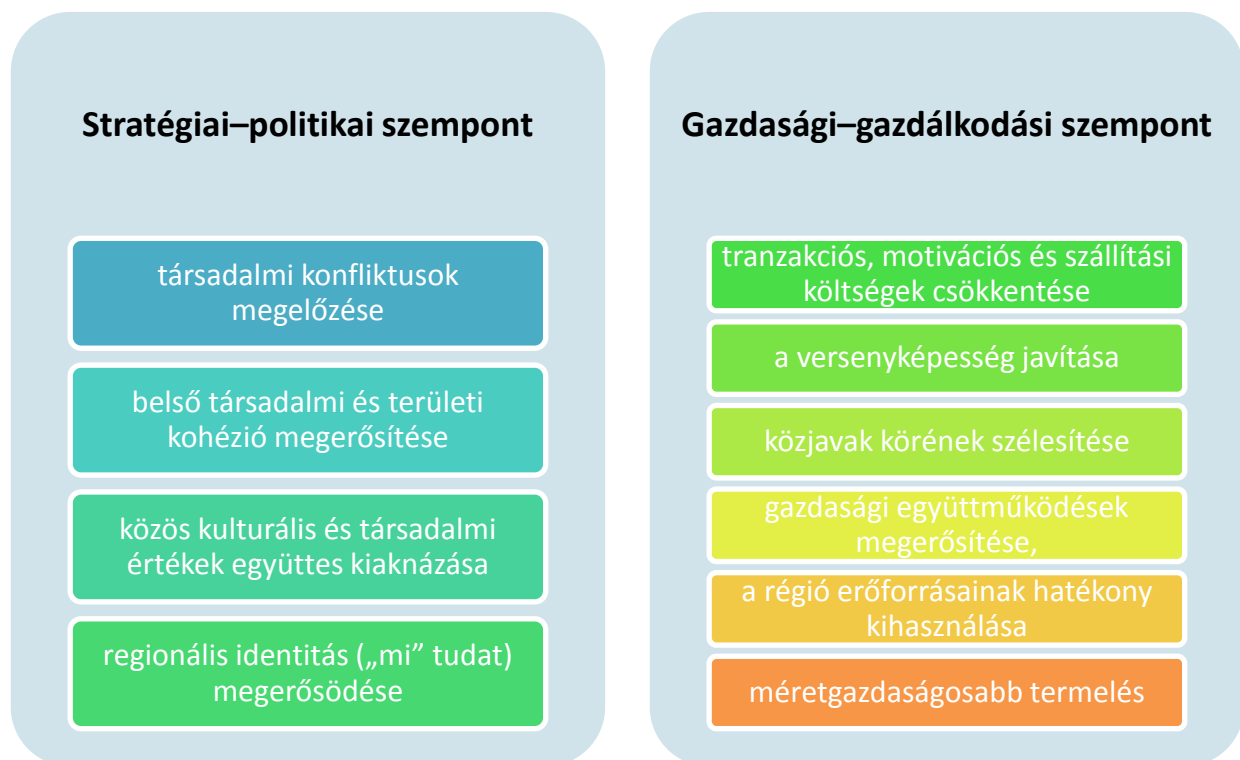 Stratégiai–politikai szempont
társadalmi konfliktusok
megelőzése
belső társadalmi és területi
kohézió megerősítése
közös kulturális és társadalmi
értékek együttes kiaknázása
regionális identitás („mi” tudat)
megerősödése
Gazdasági–gazdálkodási szempont
tranzakciós, motivációs és szállítási
költségek csökkentése
a versenyképesség javítása
közjavak körének szélesítése
gazdasági együttműködések
megerősítése,
a régió erőforrásainak hatékony
kihasználása
méretgazdaságosabb termelés